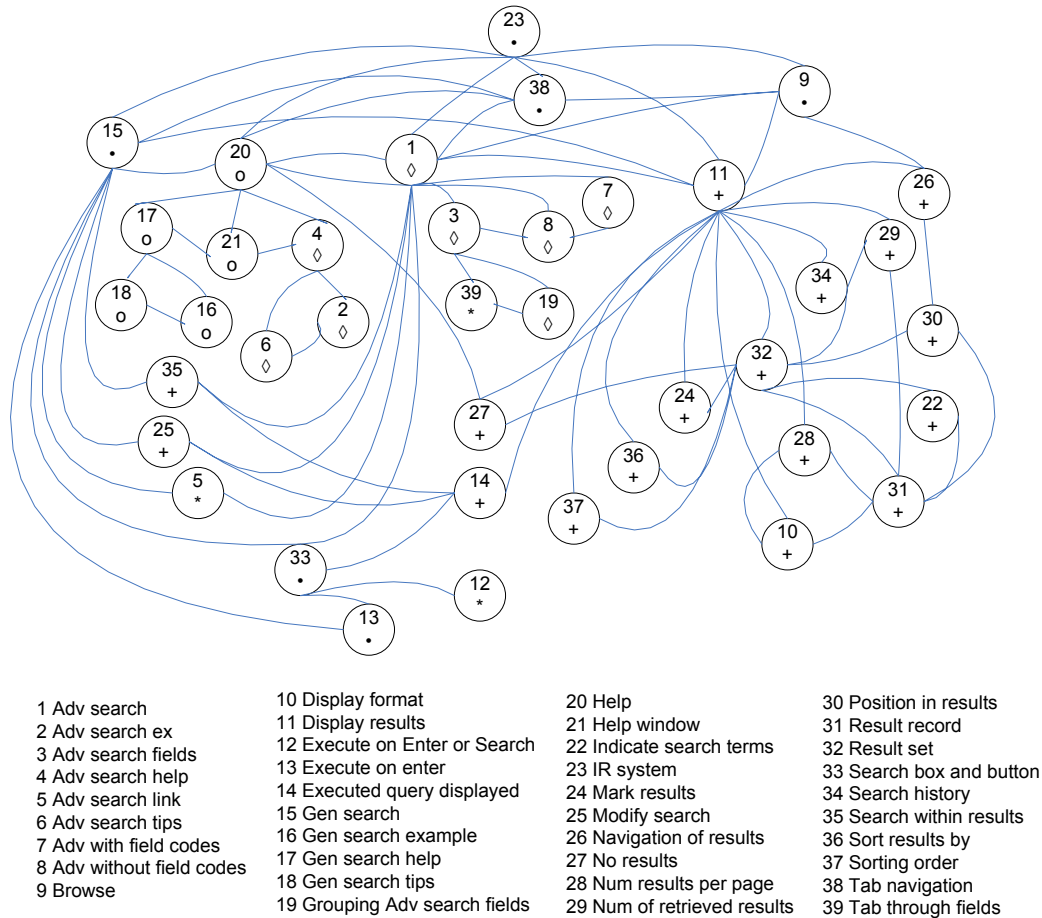 23
•
38
•
9
•
15
•
20
o
1
◊
11
+
26
+
17
o
21
o
4
◊
3
◊
8
◊
7
◊
29
+
34
+
18
o
16
o
6
◊
2
◊
39
*
19
◊
30
+
32
+
35
+
24
+
22
+
27
+
25
+
28
+
36
+
5
*
14
+
31
+
37
+
10
+
33
•
12
*
13
•
1 Adv search
2 Adv search ex
3 Adv search fields
4 Adv search help
5 Adv search link
6 Adv search tips
7 Adv with field codes
8 Adv without field codes
9 Browse
10 Display format
11 Display results
12 Execute on Enter or Search
13 Execute on enter
14 Executed query displayed
15 Gen search
16 Gen search example
17 Gen search help
18 Gen search tips
19 Grouping Adv search fields
20 Help
21 Help window
22 Indicate search terms
23 IR system
24 Mark results
25 Modify search
26 Navigation of results
27 No results
28 Num results per page
29 Num of retrieved results
30 Position in results
31 Result record
32 Result set
33 Search box and button
34 Search history
35 Search within results
36 Sort results by
37 Sorting order
38 Tab navigation
39 Tab through fields